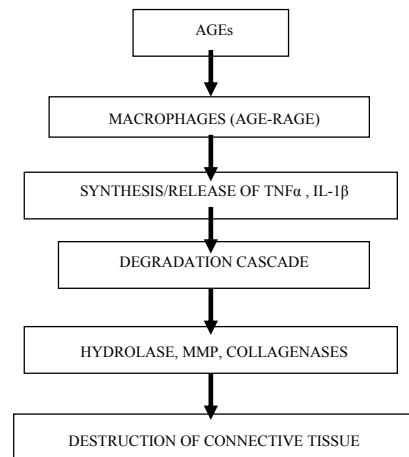 AGEs
MACROPHAGES (AGE-RAGE)
SYNTHESIS/RELEASE OF TNFα , IL-1β
DEGRADATION CASCADE
HYDROLASE, MMP, COLLAGENASES
DESTRUCTION OF CONNECTIVE TISSUE